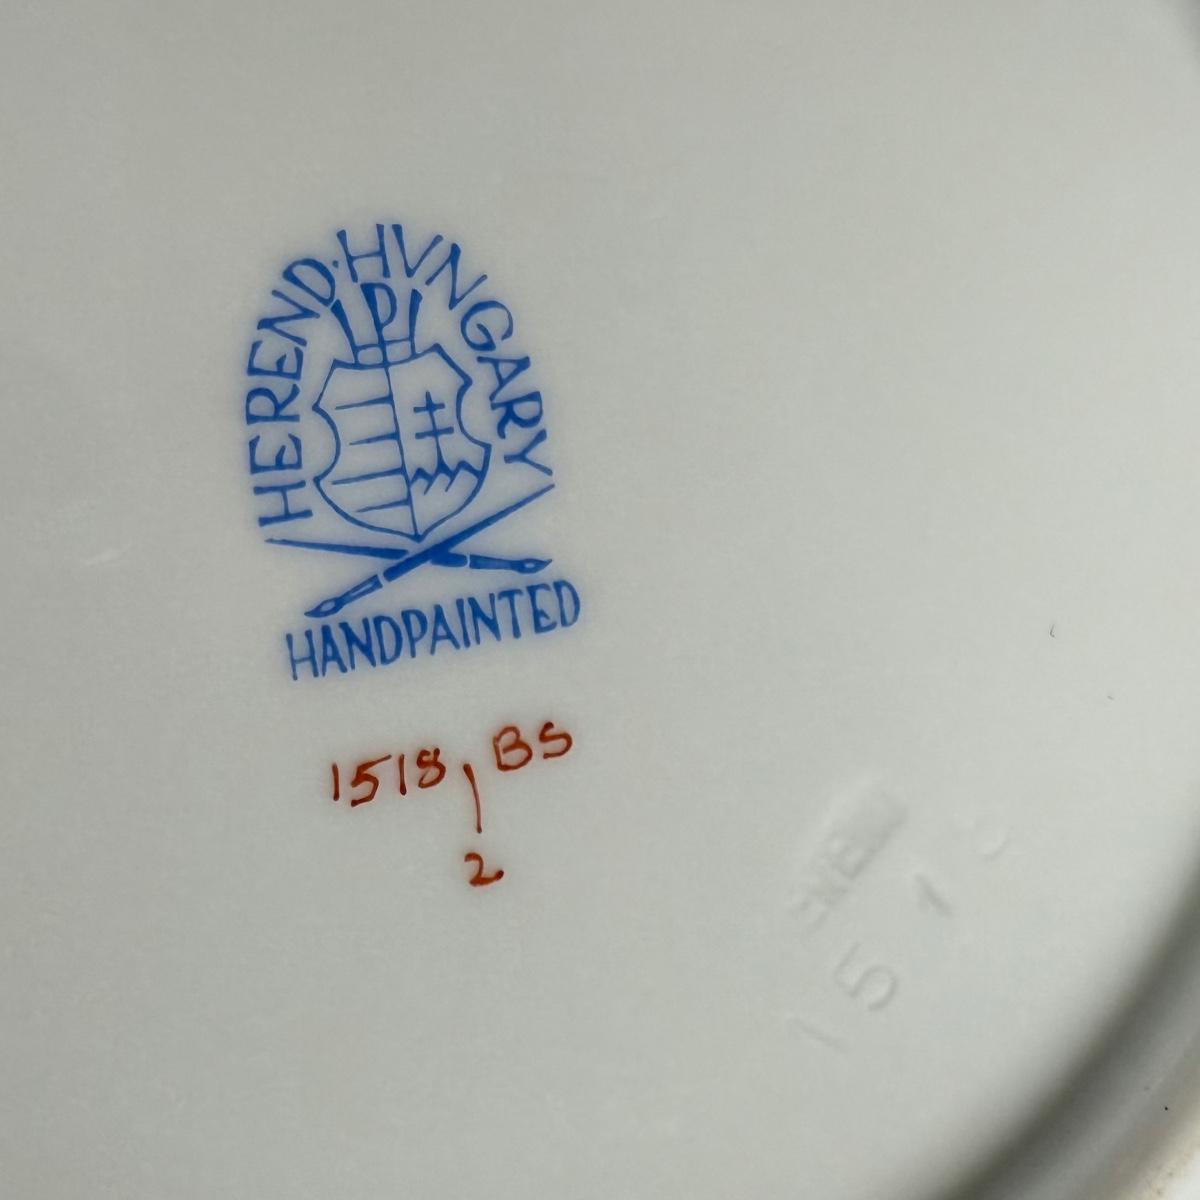 HEREND·HVNGARY
HANDPAINTED
1518, BS
2